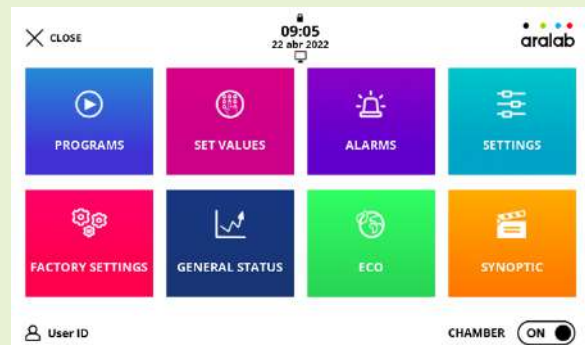 CLOSE
09:05
22 abr 2022
aralab
PROGRAMS
SET VALUES
ALARMS
SETTINGS
FACTORY SETTINGS
GENERAL STATUS
ECO
SYNOPTIC
User ID
CHAMBER
ON